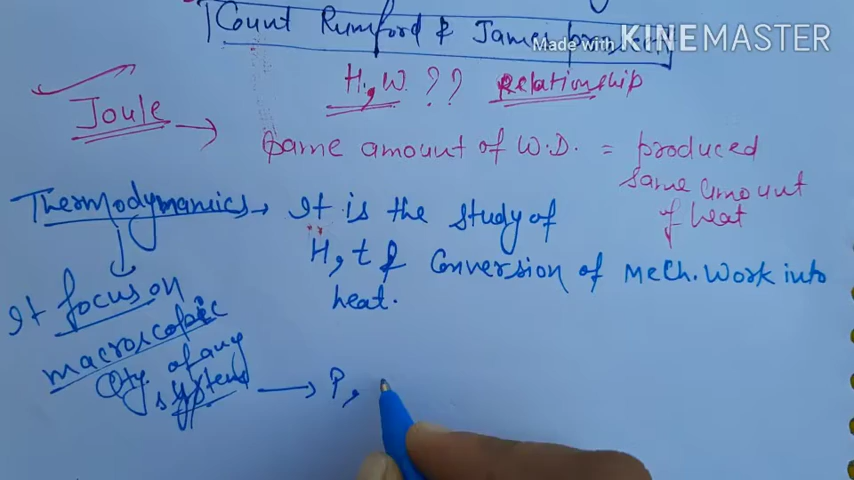 Count Rumford & James
Made with KINEMASTER
H, W. ?? Relationship
Joule →
same amount of W.D. = produced
same amount
of heat
Thermodynamics → It is the study of
H, t & Conversion of Mech. Work into
heat.
It focus on
macroscopic
Qty. of any
system → P,